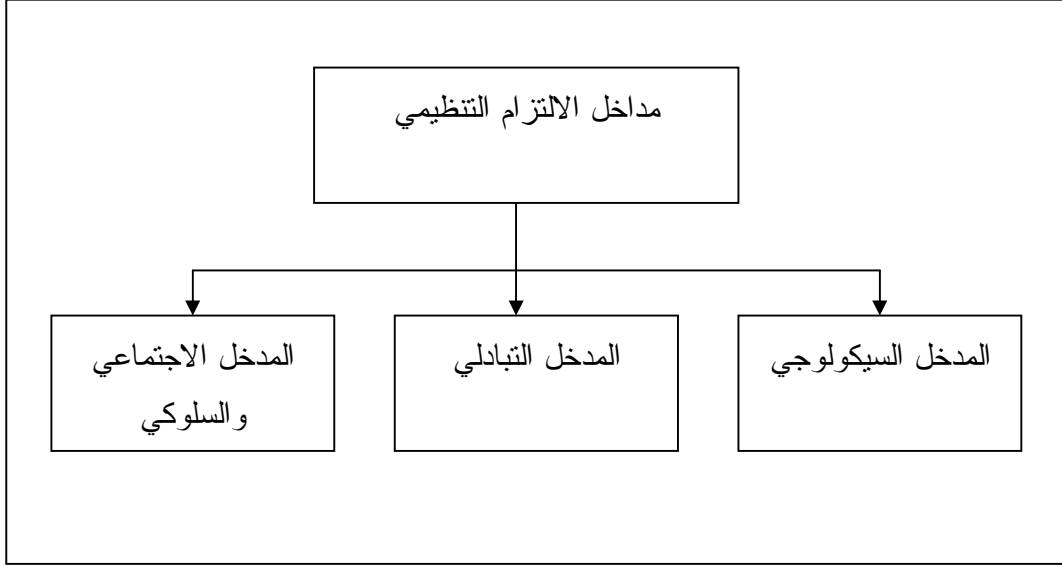 مداخل الالتزام التنظيمي
المدخل السيكولوجي
المدخل التبادلي
المدخل الاجتماعي
والسلوكي